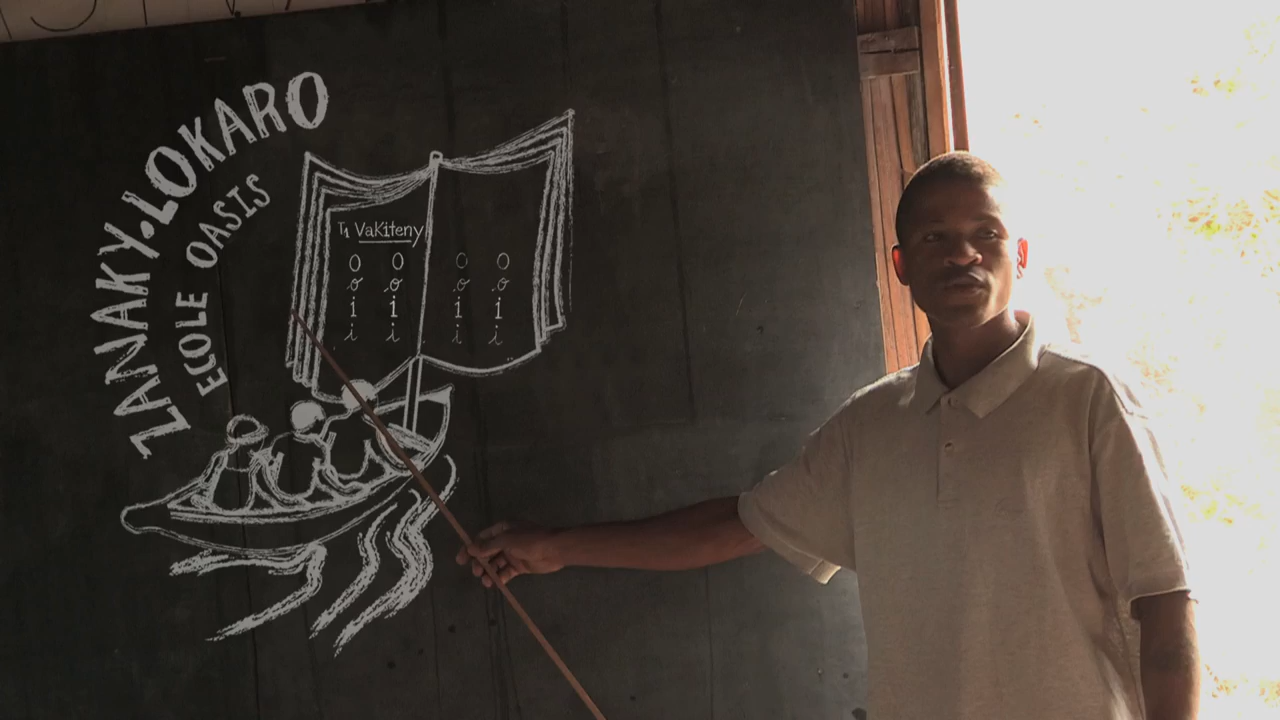 ZANAKY.LOKARO
ECOLE OASIS
T1 Vakiteny
o o o o
o o o o
i i i i
i i i i